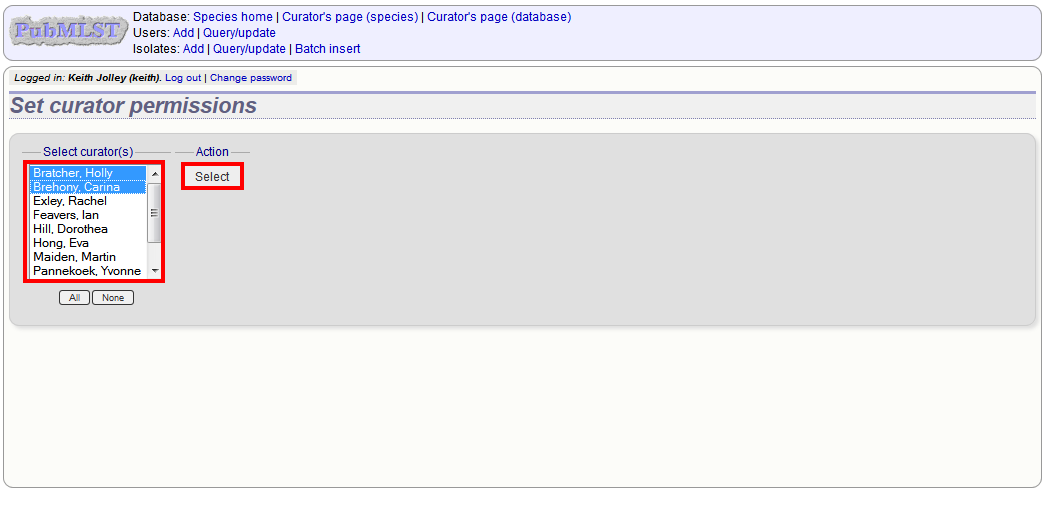 PubMLST
Database: Species home | Curator's page (species) | Curator's page (database)
Users: Add | Query/update
Isolates: Add | Query/update | Batch insert
Logged in: Keith Jolley (keith). Log out | Change password
Set curator permissions
Select curator(s)
Action
Bratcher, Holly
Select
Brehony, Carina
Exley, Rachel
Feavers, Ian
Hill, Dorothea
Hong, Eva
Maiden, Martin
Pannekoek, Yvonne
All None